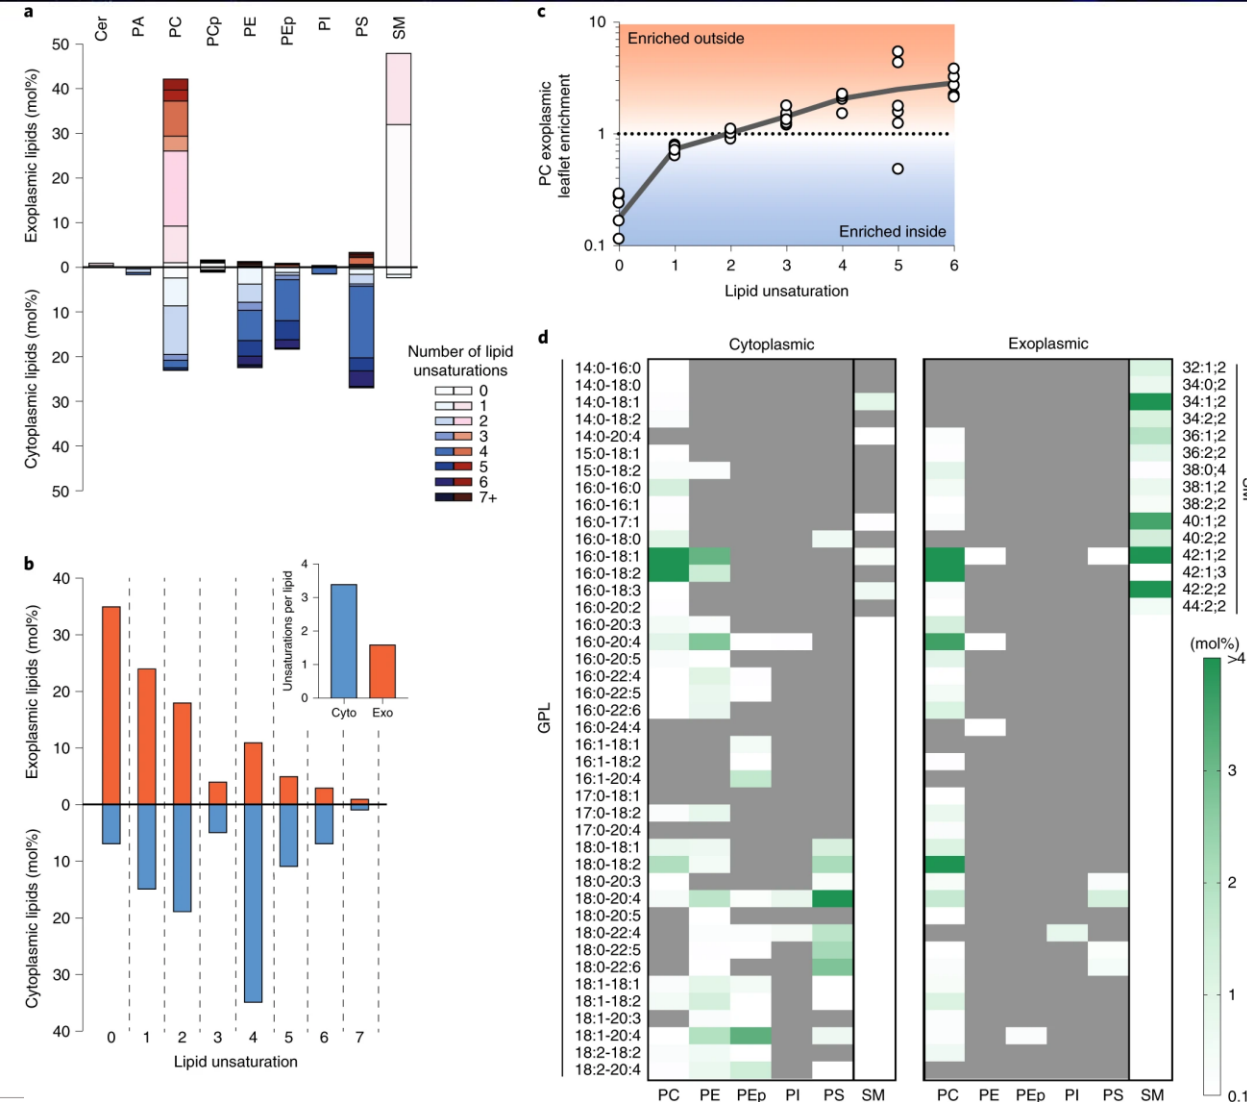 a
Cer
PA
PC
PCp
PE
PEp
PI
PS
SM
50
40
30
20
10
0
10
20
30
40
50
Exoplasmic lipids (mol%)
Cytoplasmic lipids (mol%)
Number of lipid
unsaturations
0
1
2
3
4
5
6
7+
b
40
30
20
10
0
10
20
30
40
Exoplasmic lipids (mol%)
Cytoplasmic lipids (mol%)
0 1 2 3 4 5 6 7
Lipid unsaturation
4
3
2
1
0
Unsaturations per lipid
Cyto Exo
c
10
1
0.1
PC exoplasmic
leaflet enrichment
Enriched outside
Enriched inside
0 1 2 3 4 5 6
Lipid unsaturation
d
Cytoplasmic
Exoplasmic
GPL
14:0-16:0
14:0-18:0
14:0-18:1
14:0-18:2
14:0-20:4
15:0-18:1
15:0-18:2
16:0-16:0
16:0-16:1
16:0-17:1
16:0-18:0
16:0-18:1
16:0-18:2
16:0-18:3
16:0-20:2
16:0-20:3
16:0-20:4
16:0-20:5
16:0-22:4
16:0-22:5
16:0-22:6
16:0-24:4
16:1-18:1
16:1-18:2
16:1-20:4
17:0-18:1
17:0-18:2
17:0-20:4
18:0-18:1
18:0-18:2
18:0-20:3
18:0-20:4
18:0-20:5
18:0-22:4
18:0-22:5
18:0-22:6
18:1-18:1
18:1-18:2
18:1-20:3
18:1-20:4
18:2-18:2
18:2-20:4
PC PE PEp PI PS SM
PC PE PEp PI PS SM
32:1;2
34:0;2
34:1;2
34:2;2
36:1;2
36:2;2
38:0;4
38:1;2
38:2;2
40:1;2
40:2;2
42:1;2
42:1;3
42:2;2
44:2;2
(mol%)
>4
3
2
1
0.1